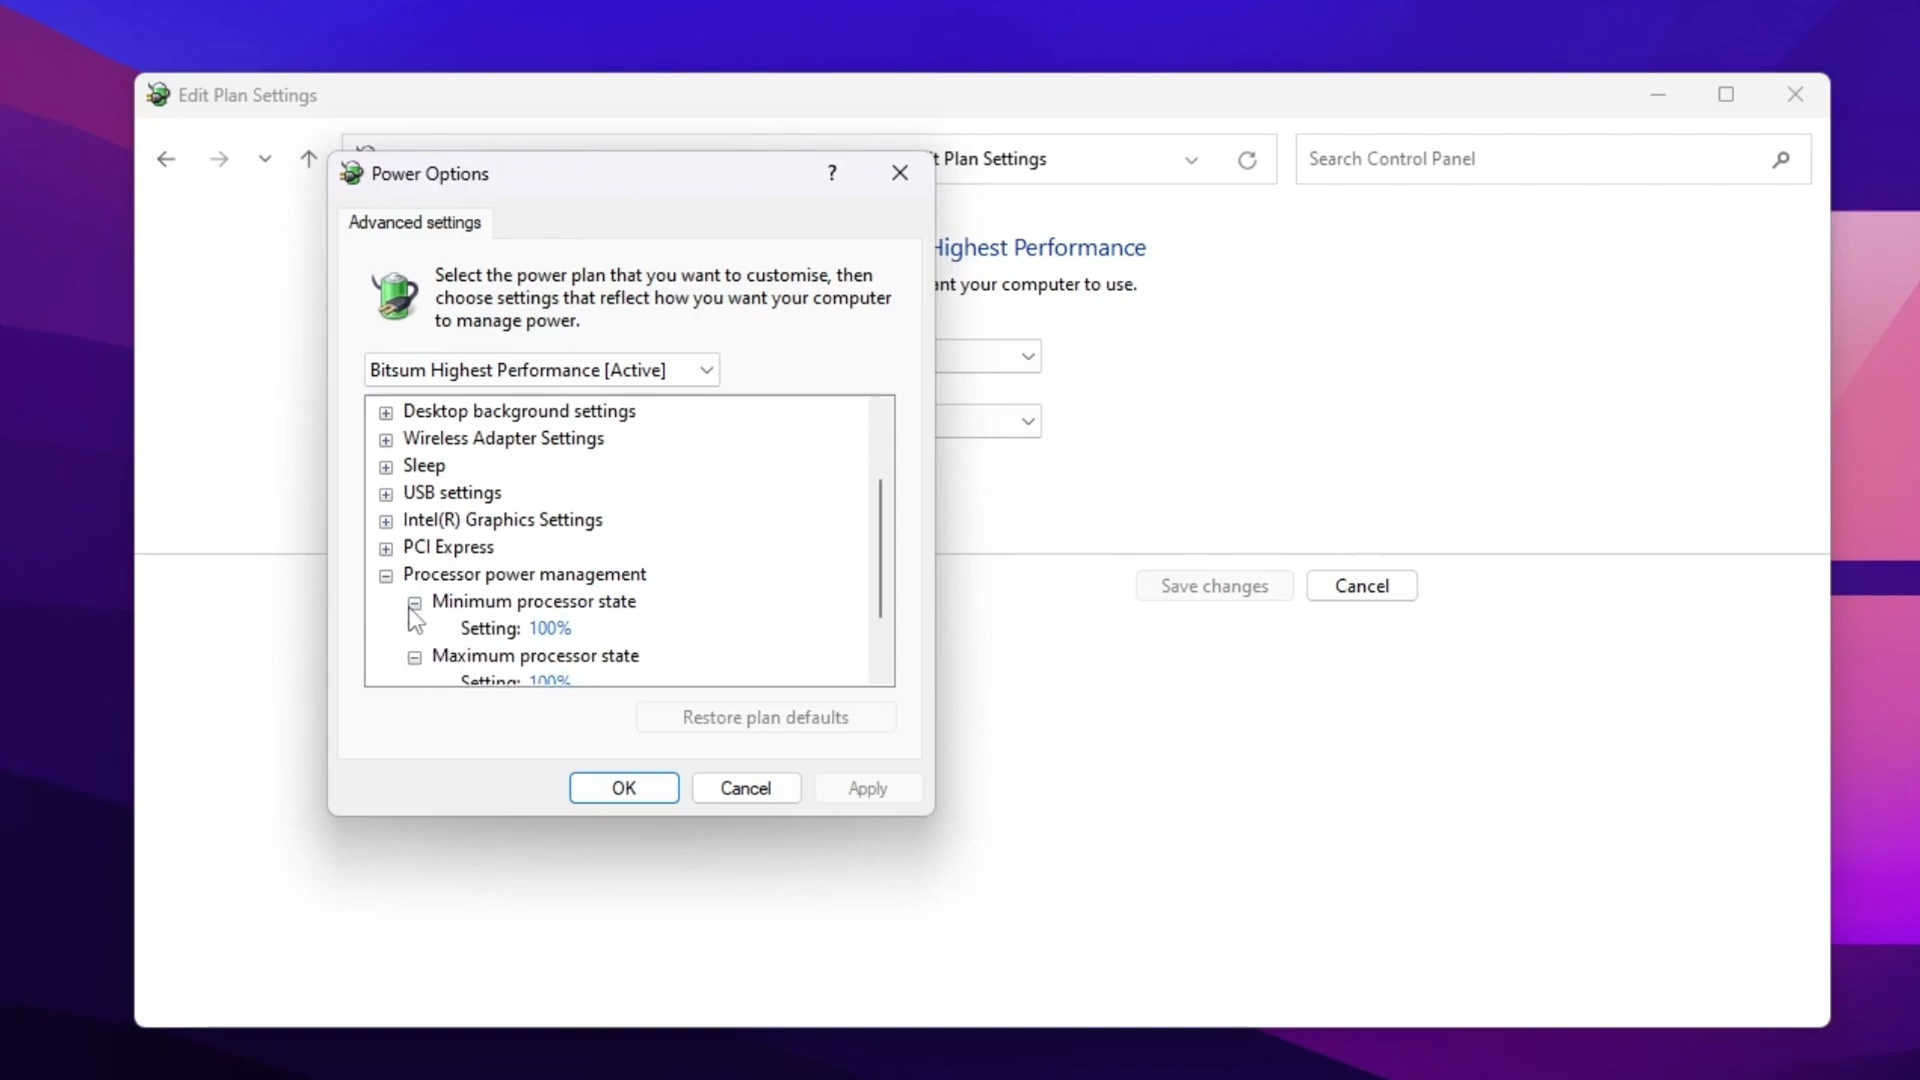 Edit Plan Settings
t Plan Settings
Search Control Panel
Power Options
?
Advanced settings
Highest Performance
Select the power plan that you want to customise, then
choose settings that reflect how you want your computer
to manage power.
ant your computer to use.
Bitsum Highest Performance [Active]
Desktop background settings
Wireless Adapter Settings
Sleep
USB settings
Intel(R) Graphics Settings
PCI Express
Processor power management
Minimum processor state
Setting: 100%
Maximum processor state
Setting: 100%
Save changes
Cancel
Restore plan defaults
OK
Cancel
Apply